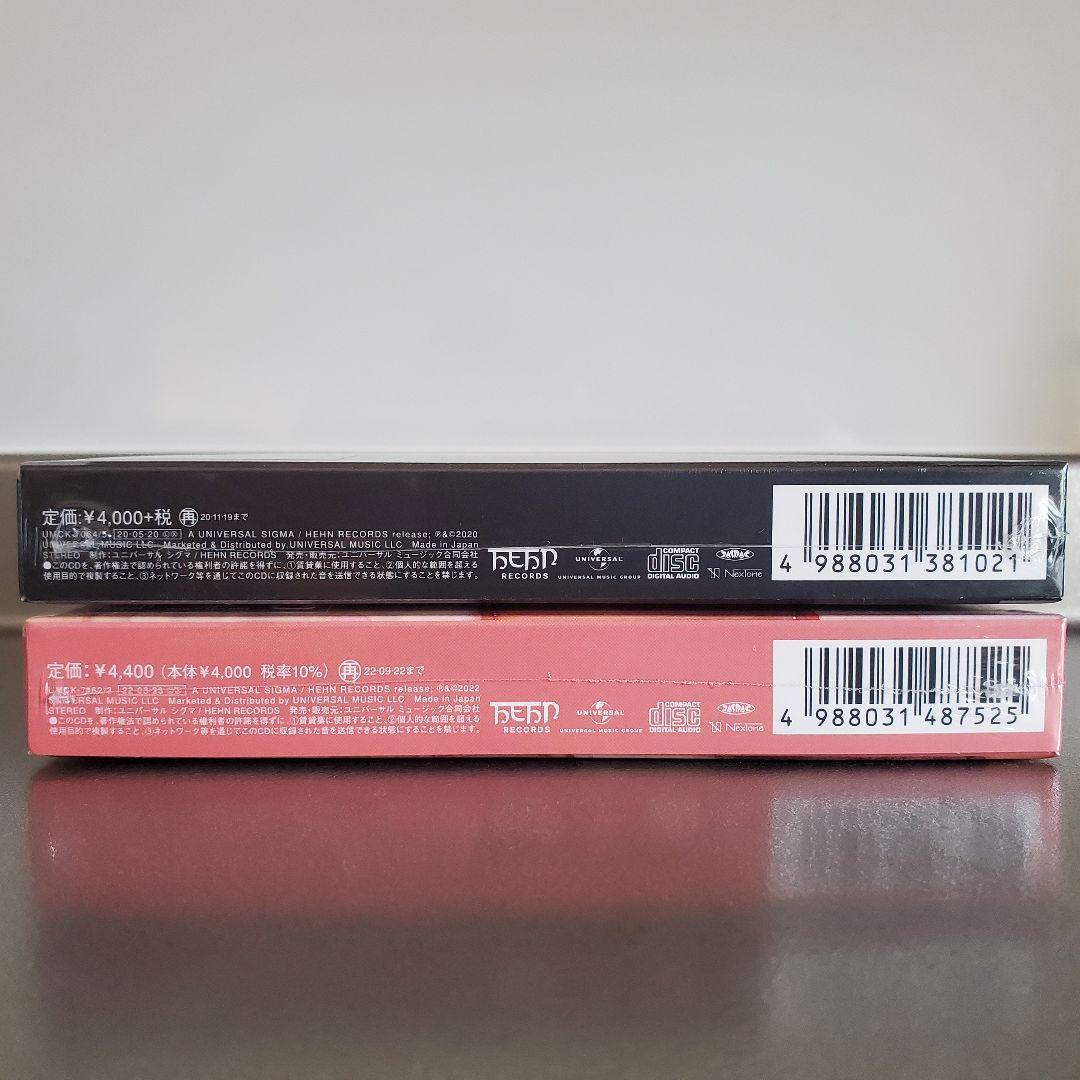 定価:¥4,000+税 再 20·11·19まで
20·05·20 A UNIVERSAL SIGMA / HEHN RECORDS release; ℗&©2020
UNIVERSAL MUSIC LLC Marketed & Distributed by UNIVERSAL MUSIC LLC Made in Japan
STEREO 制作:ユニバーサル シグマ / HEHN RECORDS 発売・販売元:ユニバーサル ミュージック合同会社
●このCDを、著作権法で認められている権利者の許諾を得ずに、①賃貸業に使用すること、②個人的な範囲を超える
使用目的で複製すること、③ネットワーク等を通じてこのCDに収録された音を送信できる状態にすることを禁じます。
HEHN
RECORDS
UNIVERSAL
UNIVERSAL MUSIC GROUP
COMPACT
disc
DIGITAL AUDIO
JASRAC
NexTone
4 988031 381021
定価:¥4,400(本体¥4,000 税率10%) 再 22·09·22まで
A UNIVERSAL SIGMA / HEHN RECORDS release; ℗&©2022
UNIVERSAL MUSIC LLC Marketed & Distributed by UNIVERSAL MUSIC LLC Made in Japan
STEREO 制作:ユニバーサル シグマ / HEHN RECORDS 発売・販売元:ユニバーサル ミュージック合同会社
●このCDを、著作権法で認められている権利者の許諾を得ずに、①賃貸業に使用すること、②個人的な範囲を超える
使用目的で複製すること、③ネットワーク等を通じてこのCDに収録された音を送信できる状態にすることを禁じます。
HEHN
RECORDS
UNIVERSAL
UNIVERSAL MUSIC GROUP
COMPACT
disc
DIGITAL AUDIO
JASRAC
NexTone
4 988031 487525